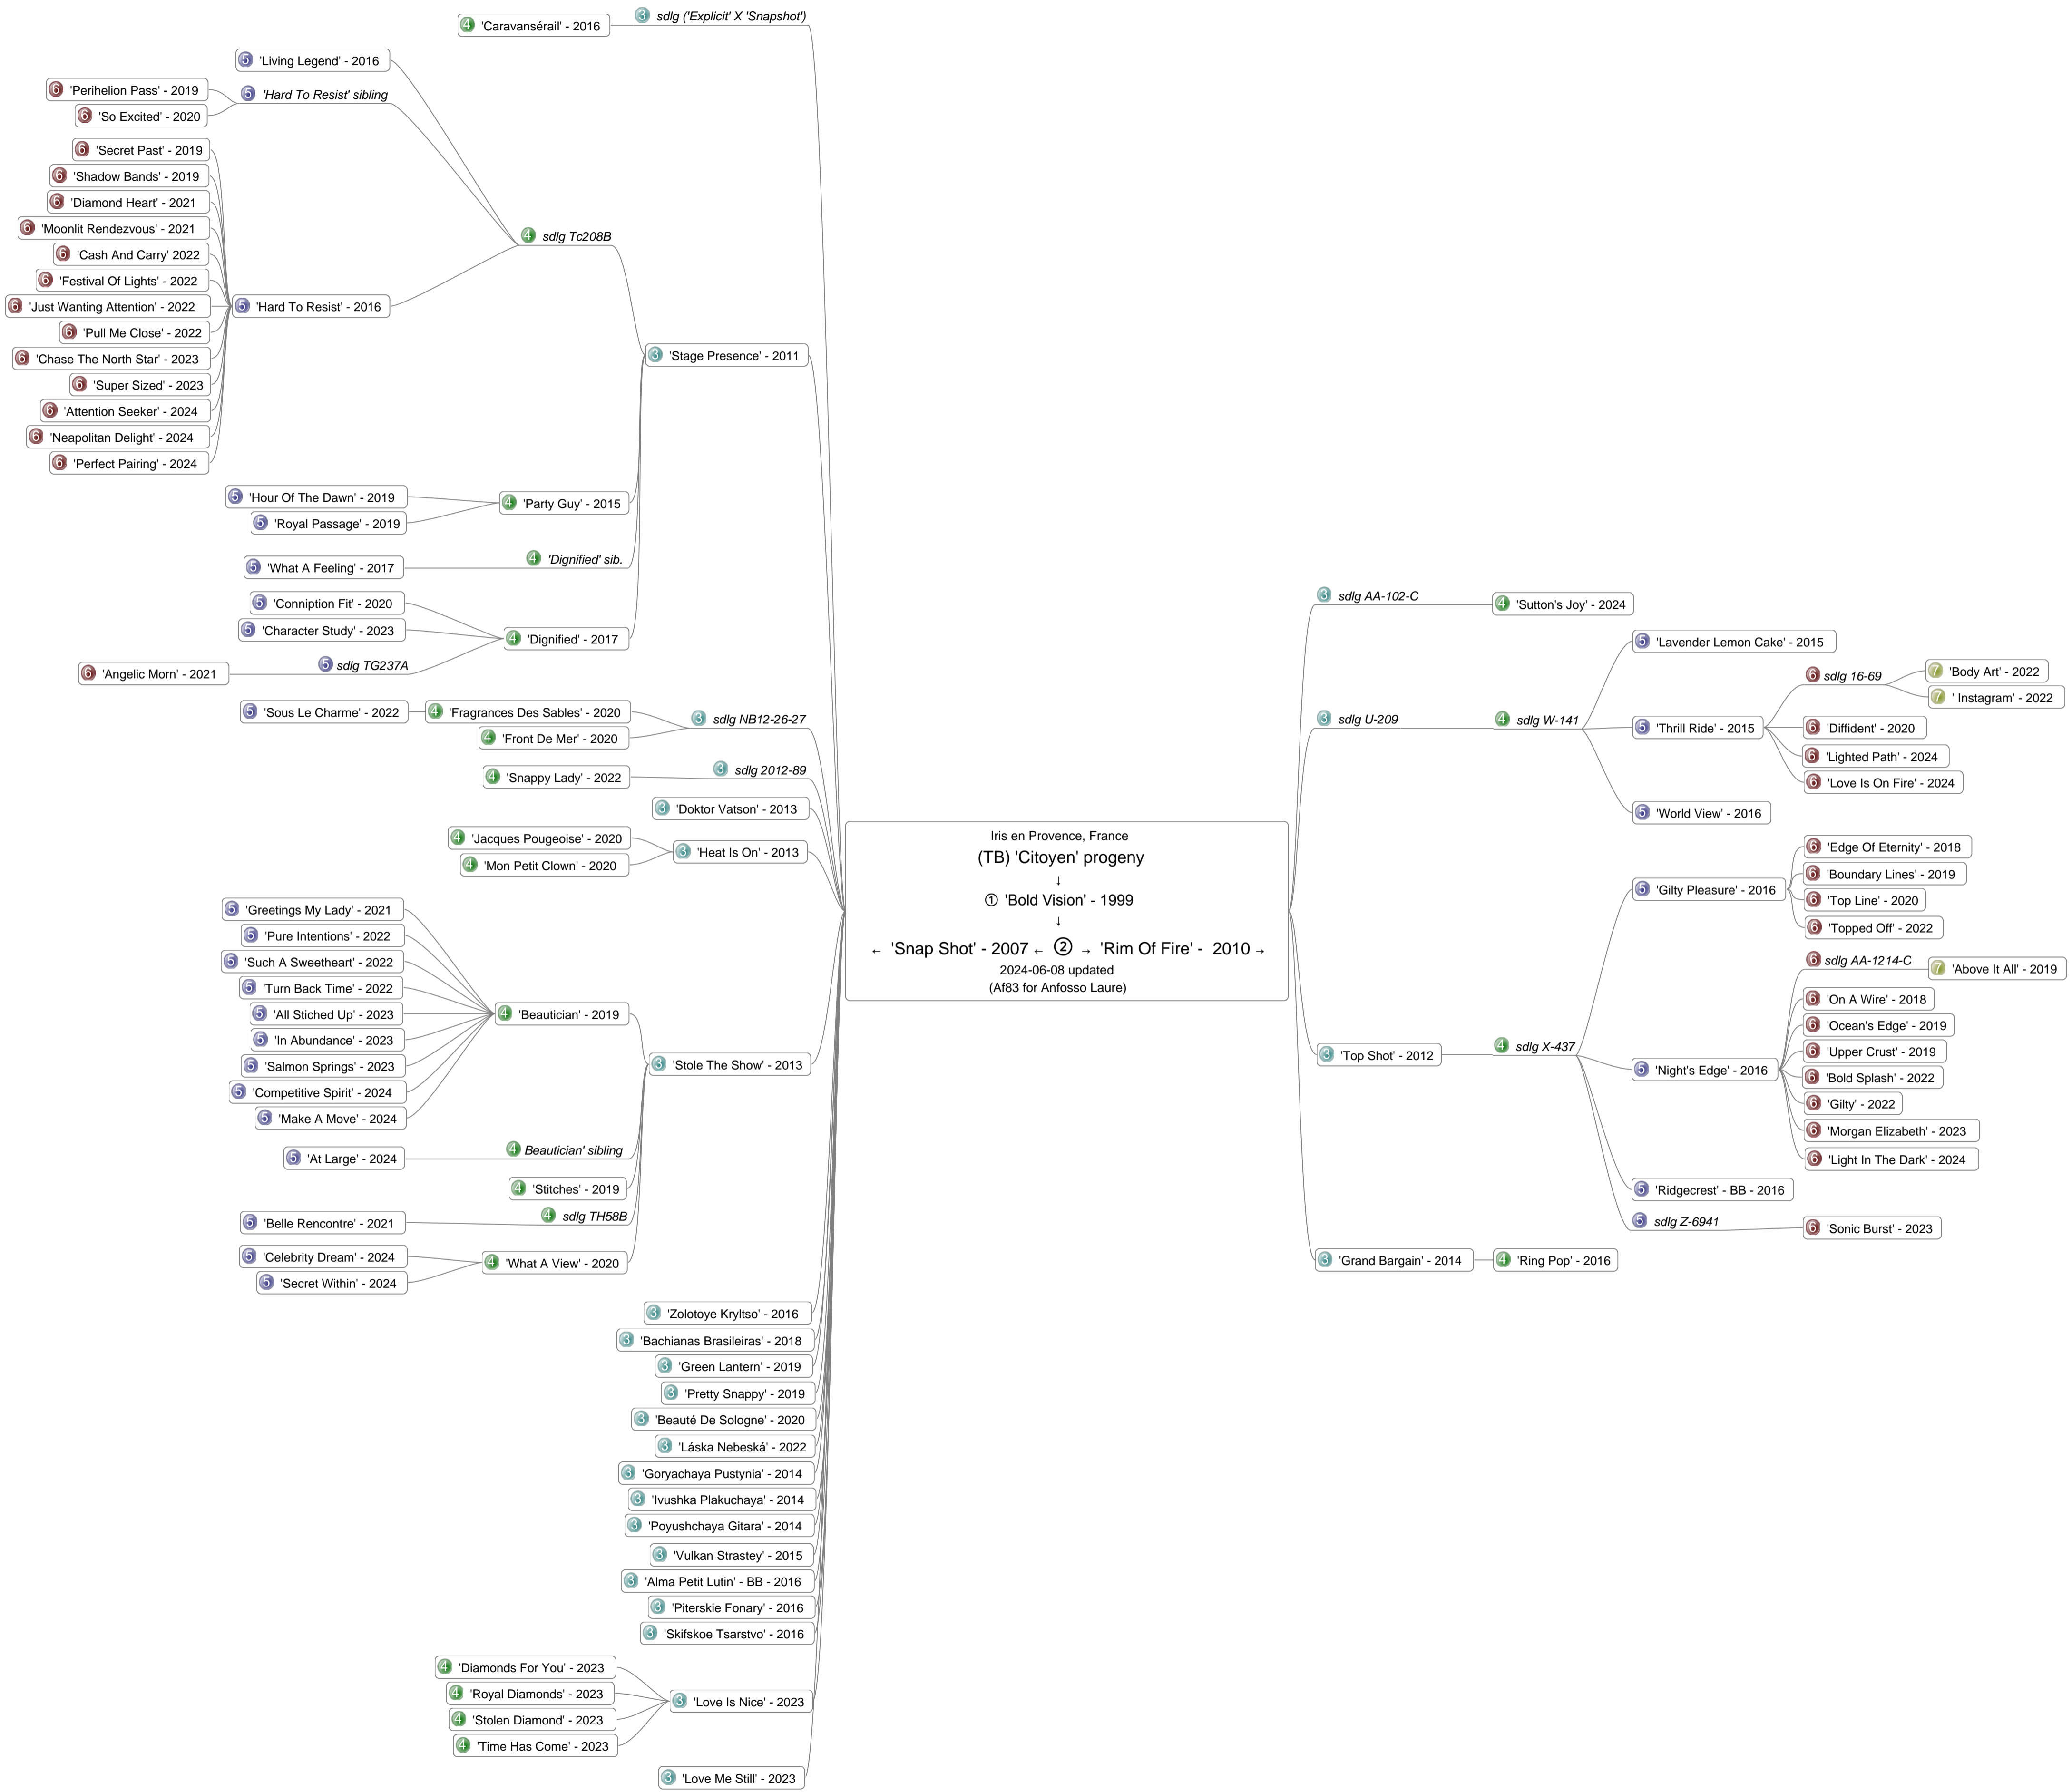 3 sdlg ('Explicit' X 'Snapshot')
4 'Caravansérail' - 2016
5 'Living Legend' - 2016
5 'Hard To Resist' sibling
6 'Perihelion Pass' - 2019
6 'So Excited' - 2020
6 'Secret Past' - 2019
6 'Shadow Bands' - 2019
6 'Diamond Heart' - 2021
6 'Moonlit Rendezvous' - 2021
6 'Cash And Carry' 2022
6 'Festival Of Lights' - 2022
6 'Just Wanting Attention' - 2022
6 'Pull Me Close' - 2022
6 'Chase The North Star' - 2023
6 'Super Sized' - 2023
6 'Attention Seeker' - 2024
6 'Neapolitan Delight' - 2024
6 'Perfect Pairing' - 2024
5 'Hard To Resist' - 2016
4 sdlg Tc208B
3 'Stage Presence' - 2011
5 'Hour Of The Dawn' - 2019
5 'Royal Passage' - 2019
4 'Party Guy' - 2015
5 'What A Feeling' - 2017
4 'Dignified' sib.
5 'Conniption Fit' - 2020
5 'Character Study' - 2023
6 'Angelic Morn' - 2021
5 sdlg TG237A
4 'Dignified' - 2017
5 'Sous Le Charme' - 2022
4 'Fragrances Des Sables' - 2020
4 'Front De Mer' - 2020
3 sdlg NB12-26-27
4 'Snappy Lady' - 2022
3 sdlg 2012-89
3 'Doktor Vatson' - 2013
4 'Jacques Pougeoise' - 2020
4 'Mon Petit Clown' - 2020
3 'Heat Is On' - 2013
5 'Greetings My Lady' - 2021
5 'Pure Intentions' - 2022
5 'Such A Sweetheart' - 2022
5 'Turn Back Time' - 2022
5 'All Stiched Up' - 2023
5 'In Abundance' - 2023
5 'Salmon Springs' - 2023
5 'Competitive Spirit' - 2024
5 'Make A Move' - 2024
4 'Beautician' - 2019
3 'Stole The Show' - 2013
5 'At Large' - 2024
4 Beautician' sibling
4 'Stitches' - 2019
5 'Belle Rencontre' - 2021
4 sdlg TH58B
5 'Celebrity Dream' - 2024
5 'Secret Within' - 2024
4 'What A View' - 2020
3 'Zolotoye Kryltso' - 2016
3 'Bachianas Brasileiras' - 2018
3 'Green Lantern' - 2019
3 'Pretty Snappy' - 2019
3 'Beauté De Sologne' - 2020
3 'Láska Nebeská' - 2022
3 'Goryachaya Pustynia' - 2014
3 'Ivushka Plakuchaya' - 2014
3 'Poyushchaya Gitara' - 2014
3 'Vulkan Strastey' - 2015
3 'Alma Petit Lutin' - BB - 2016
3 'Piterskie Fonary' - 2016
3 'Skifskoe Tsarstvo' - 2016
4 'Diamonds For You' - 2023
4 'Royal Diamonds' - 2023
4 'Stolen Diamond' - 2023
4 'Time Has Come' - 2023
3 'Love Is Nice' - 2023
3 'Love Me Still' - 2023
Iris en Provence, France
(TB) 'Citoyen' progeny
↓
① 'Bold Vision' - 1999
↓
← 'Snap Shot' - 2007 ← ② → 'Rim Of Fire' - 2010 →
2024-06-08 updated
(Af83 for Anfosso Laure)
3 sdlg AA-102-C
4 'Sutton's Joy' - 2024
3 sdlg U-209
4 sdlg W-141
5 'Lavender Lemon Cake' - 2015
5 'Thrill Ride' - 2015
6 sdlg 16-69
7 'Body Art' - 2022
7 ' Instagram' - 2022
6 'Diffident' - 2020
6 'Lighted Path' - 2024
6 'Love Is On Fire' - 2024
5 'World View' - 2016
3 'Top Shot' - 2012
4 sdlg X-437
5 'Gilty Pleasure' - 2016
6 'Edge Of Eternity' - 2018
6 'Boundary Lines' - 2019
6 'Top Line' - 2020
6 'Topped Off' - 2022
5 'Night's Edge' - 2016
6 sdlg AA-1214-C
7 'Above It All' - 2019
6 'On A Wire' - 2018
6 'Ocean's Edge' - 2019
6 'Upper Crust' - 2019
6 'Bold Splash' - 2022
6 'Gilty' - 2022
6 'Morgan Elizabeth' - 2023
6 'Light In The Dark' - 2024
5 'Ridgecrest' - BB - 2016
5 sdlg Z-6941
6 'Sonic Burst' - 2023
3 'Grand Bargain' - 2014
4 'Ring Pop' - 2016